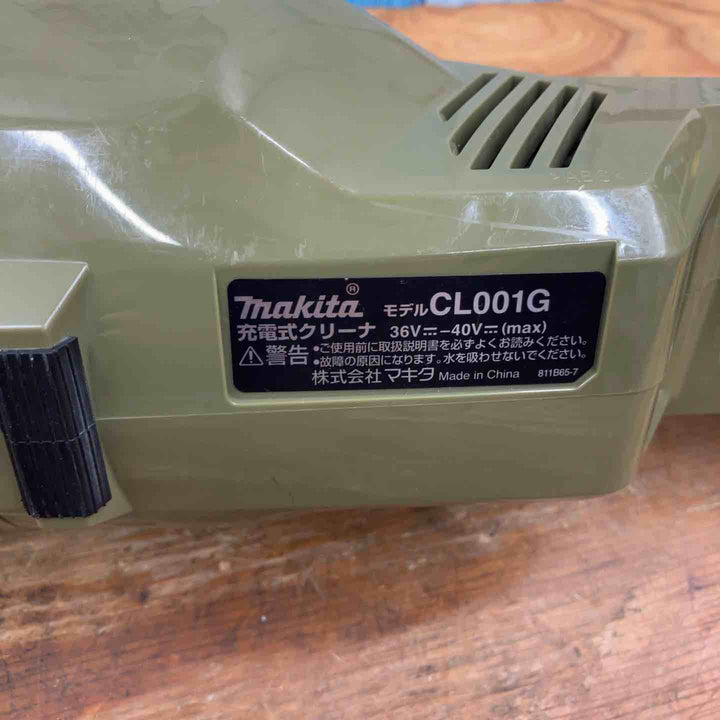 >ABS<
makita® モデルCL001G
充電式クリーナ 36V⎓-40V⎓(max)
⚠警告 •ご使用前に取扱説明書を必ずよくお読みください。
•故障の原因になります。水を吸わせないでください。
株式会社 マキタ Made in China 811B65-7